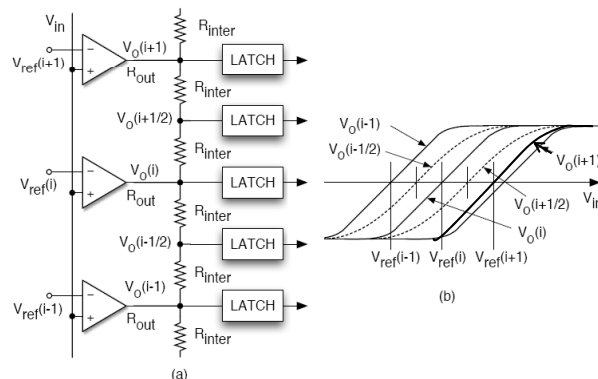 V_in
R_inter
V_o(i+1)
LATCH
V_ref(i+1)
R_out
R_inter
V_o(i+1/2)
LATCH
R_inter
V_ref(i)
V_o(i)
LATCH
R_out
R_inter
V_o(i-1/2)
LATCH
R_inter
V_o(i-1)
V_ref(i-1)
LATCH
R_out
R_inter
(a)
V_o(i-1)
V_o(i-1/2)
V_o(i+1)
V_in
V_o(i+1/2)
V_o(i)
V_ref(i-1) V_ref(i) V_ref(i+1)
(b)